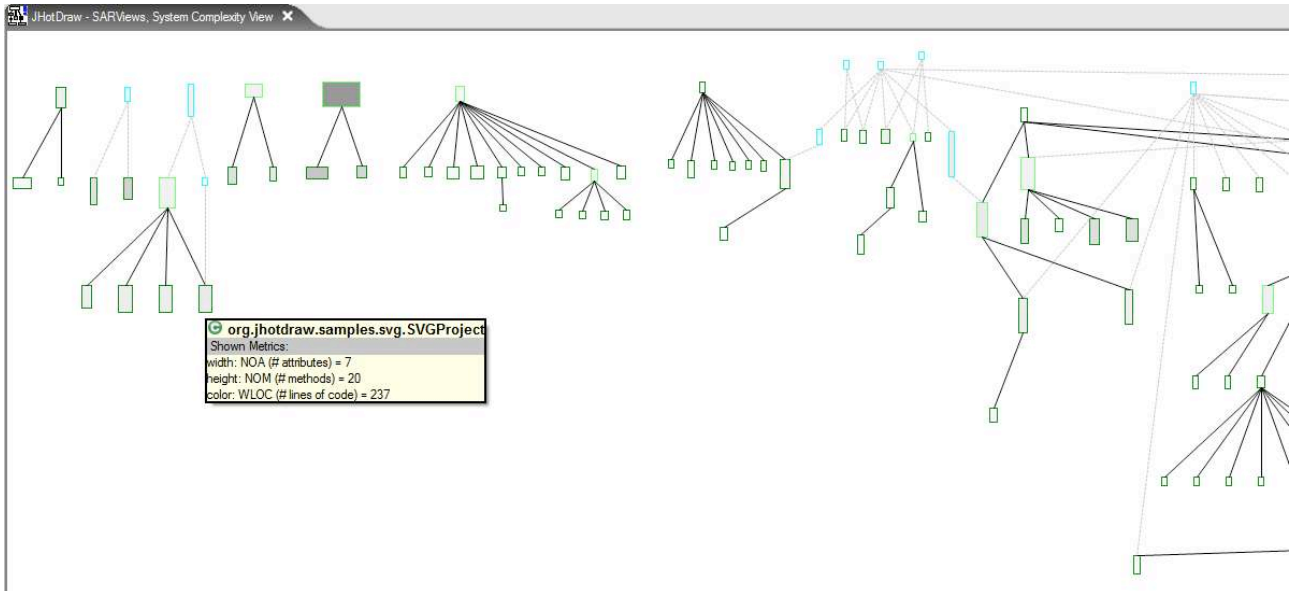 JHotDraw - SARViews, System Complexity View
C org.jhotdraw.samples.svg.SVGProject
Shown Metrics:
width: NOA (# attributes) = 7
height: NOM (# methods) = 20
color: WLOC (# lines of code) = 237